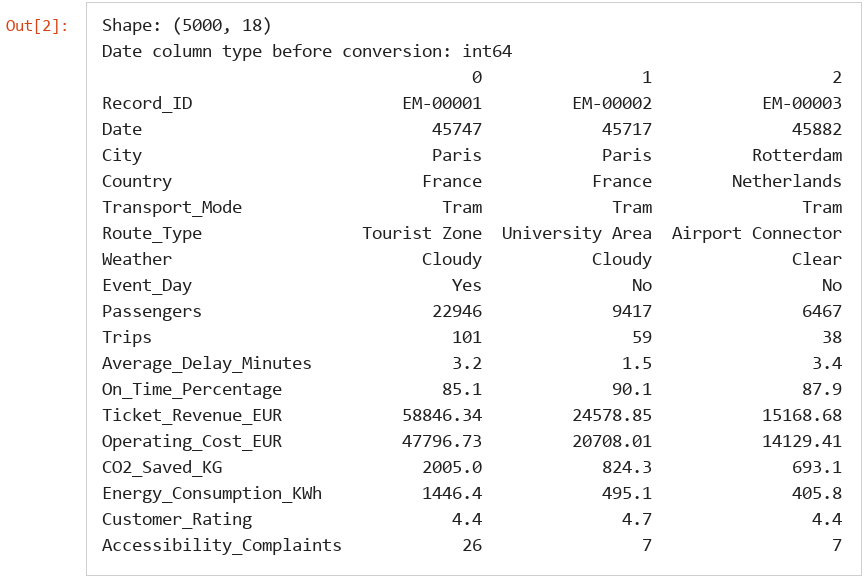 Out[2]: Shape: (5000, 18)
Date column type before conversion: int64
0 1 2
Record_ID EM-00001 EM-00002 EM-00003
Date 45747 45717 45882
City Paris Paris Rotterdam
Country France France Netherlands
Transport_Mode Tram Tram Tram
Route_Type Tourist Zone University Area Airport Connector
Weather Cloudy Cloudy Clear
Event_Day Yes No No
Passengers 22946 9417 6467
Trips 101 59 38
Average_Delay_Minutes 3.2 1.5 3.4
On_Time_Percentage 85.1 90.1 87.9
Ticket_Revenue_EUR 58846.34 24578.85 15168.68
Operating_Cost_EUR 47796.73 20708.01 14129.41
CO2_Saved_KG 2005.0 824.3 693.1
Energy_Consumption_KWh 1446.4 495.1 405.8
Customer_Rating 4.4 4.7 4.4
Accessibility_Complaints 26 7 7